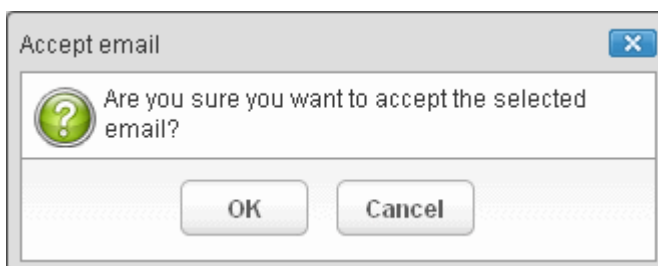 Accept email
Are you sure you want to accept the selected
email?
OK Cancel